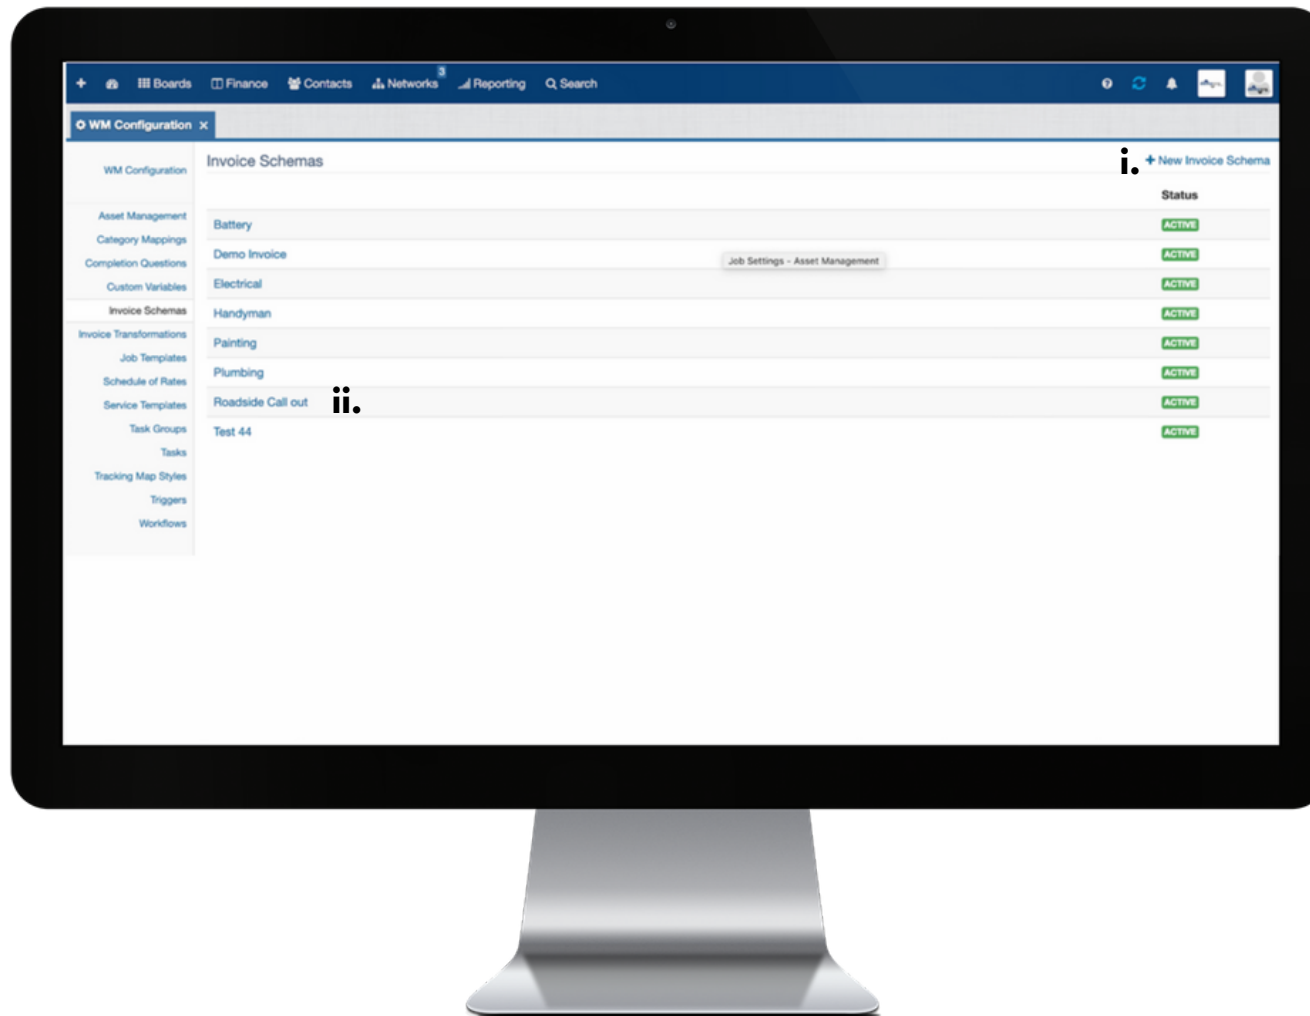 Boards Finance Contacts Networks 3 Reporting Search
WM Configuration ×
WM Configuration
Invoice Schemas
i. + New Invoice Schema
Status
Asset Management
Category Mappings
Completion Questions
Custom Variables
Invoice Schemas
Invoice Transformations
Job Templates
Schedule of Rates
Service Templates
Task Groups
Tasks
Tracking Map Styles
Triggers
Workflows
Battery ACTIVE
Demo Invoice ACTIVE
Job Settings - Asset Management
Electrical ACTIVE
Handyman ACTIVE
Painting ACTIVE
Plumbing ACTIVE
Roadside Call out ii. ACTIVE
Test 44 ACTIVE